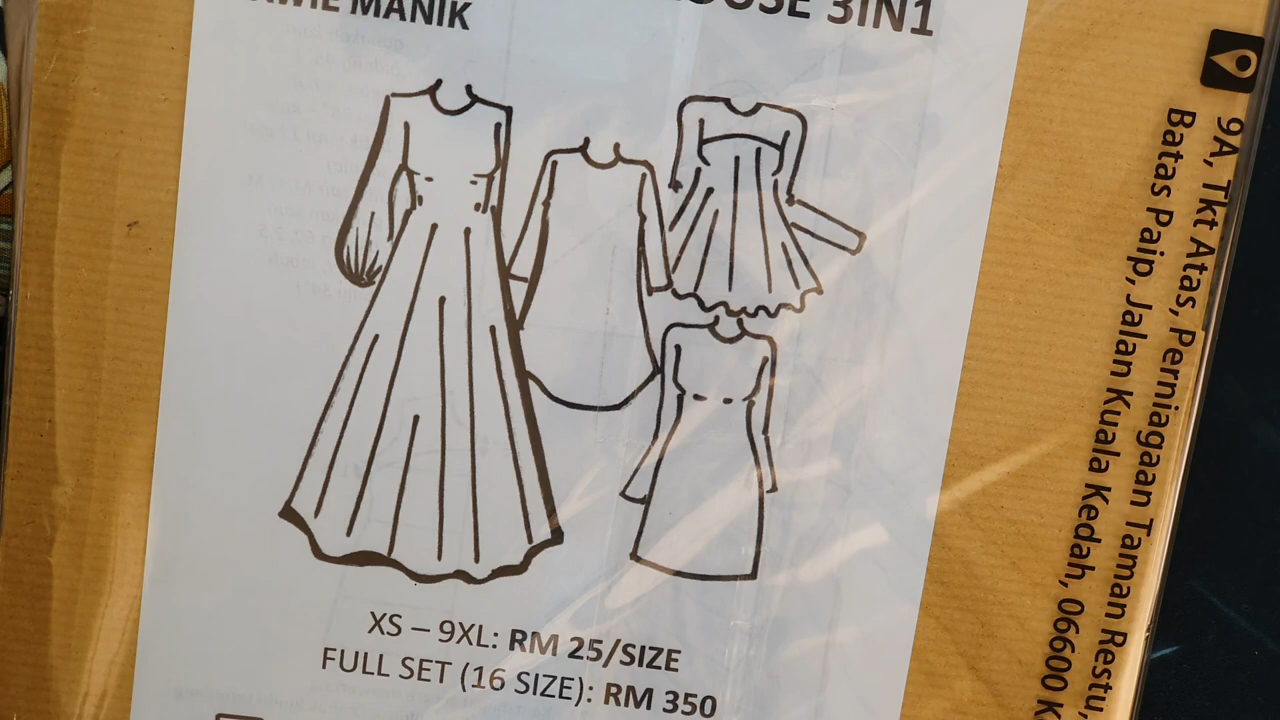 MANIK
3IN1
XS – 9XL: RM 25/SIZE
FULL SET (16 SIZE): RM 350
9A, Tkt Atas, Perniagaan Taman Restu,
Batas Paip, Jalan Kuala Kedah, 06600 K